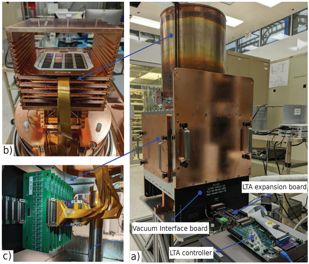 b)
c)
a)
LTA expansion board
Vacuum Interface board
LTA controller